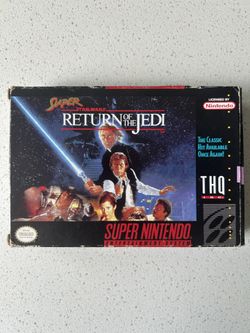 SUPER
STAR WARS
RETURN OF THE JEDI
LICENSED BY
Nintendo
The Classic
Hit Available
Once Again!
THQ
SUPER NINTENDO
ENTERTAINMENT SYSTEM